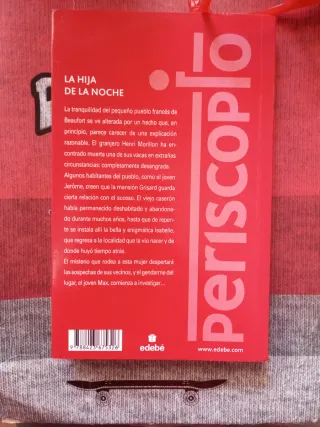 LA HIJA
DE LA NOCHE
La tranquilidad del pequeño pueblo francés de
Beaufort se ve alterada por un hecho que, en
principio, parece carecer de una explicación
razonable. El granjero Henri Morillon ha en-
contrado muerta una de sus vacas en extrañas
circunstancias: completamente desangrada.
Algunos habitantes del pueblo, como el joven
Jerôme, creen que la mansión Grisard guarda
cierta relación con el suceso. El viejo caserón
había permanecido deshabitado y abandona-
do durante muchos años, hasta que de repen-
te se instala allí la bella y enigmática Isabelle,
que regresa a la localidad que la vio nacer y de
donde huyó tiempo atrás.
El misterio que rodea a esta mujer despertará
las sospechas de sus vecinos, y el gendarme del
lugar, el joven Max, comienza a investigar...
periscopio
edebé
www.edebe.com